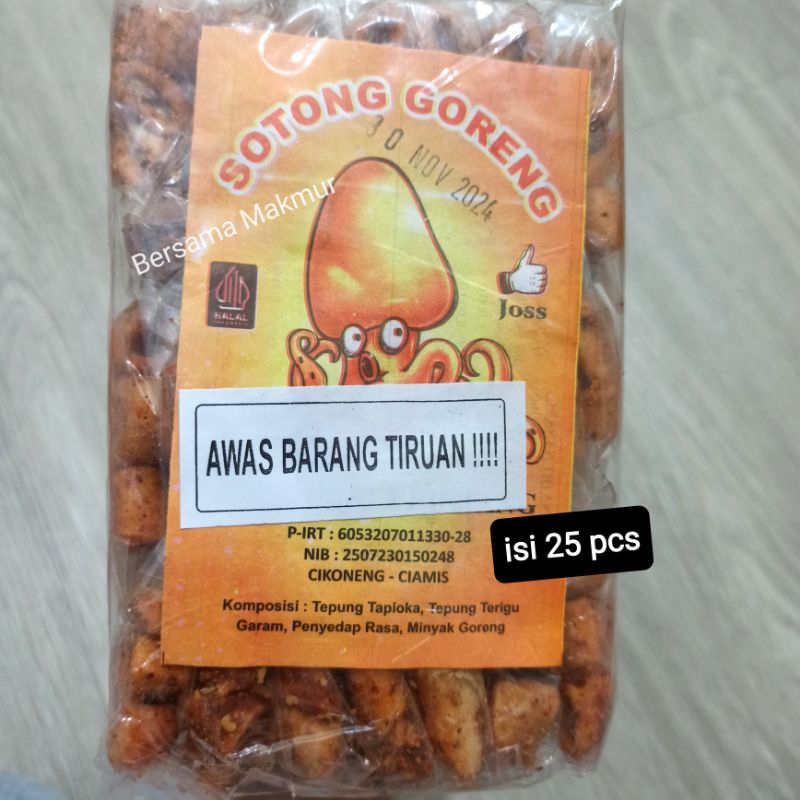 SOTONG GORENG
30 NOV 2024
Bersama Makmur
HALAL
INDONESIA
Joss
AWAS BARANG TIRUAN !!!!
P-IRT : 6053207011330-28
NIB : 2507230150248
CIKONENG - CIAMIS
isi 25 pcs
Komposisi : Tepung Tapioka, Tepung Terigu
Garam, Penyedap Rasa, Minyak Goreng